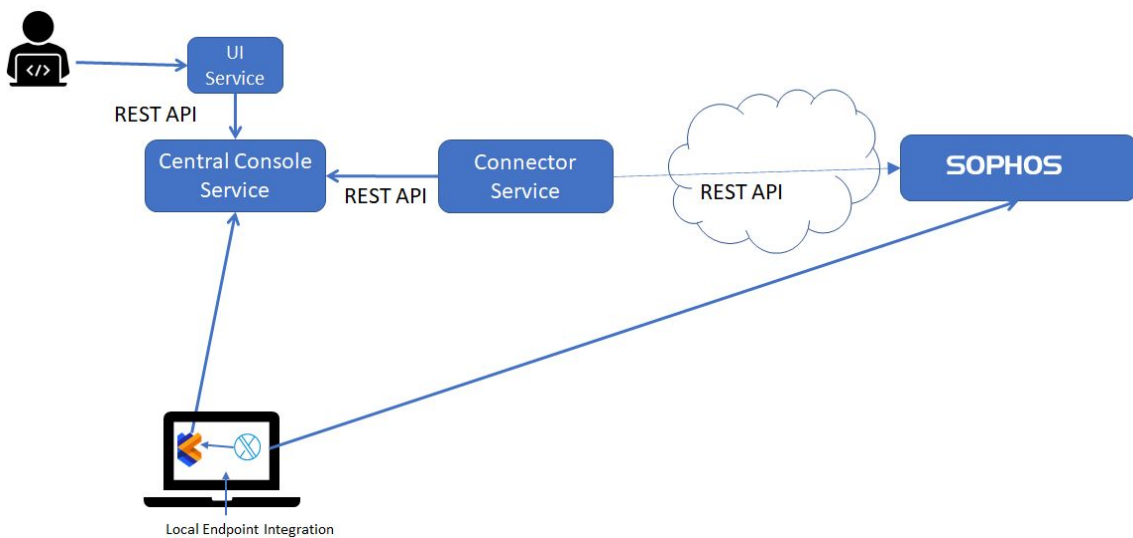 </>
UI
Service
REST API
Central Console
Service
REST API
Connector
Service
REST API
SOPHOS
Local Endpoint Integration